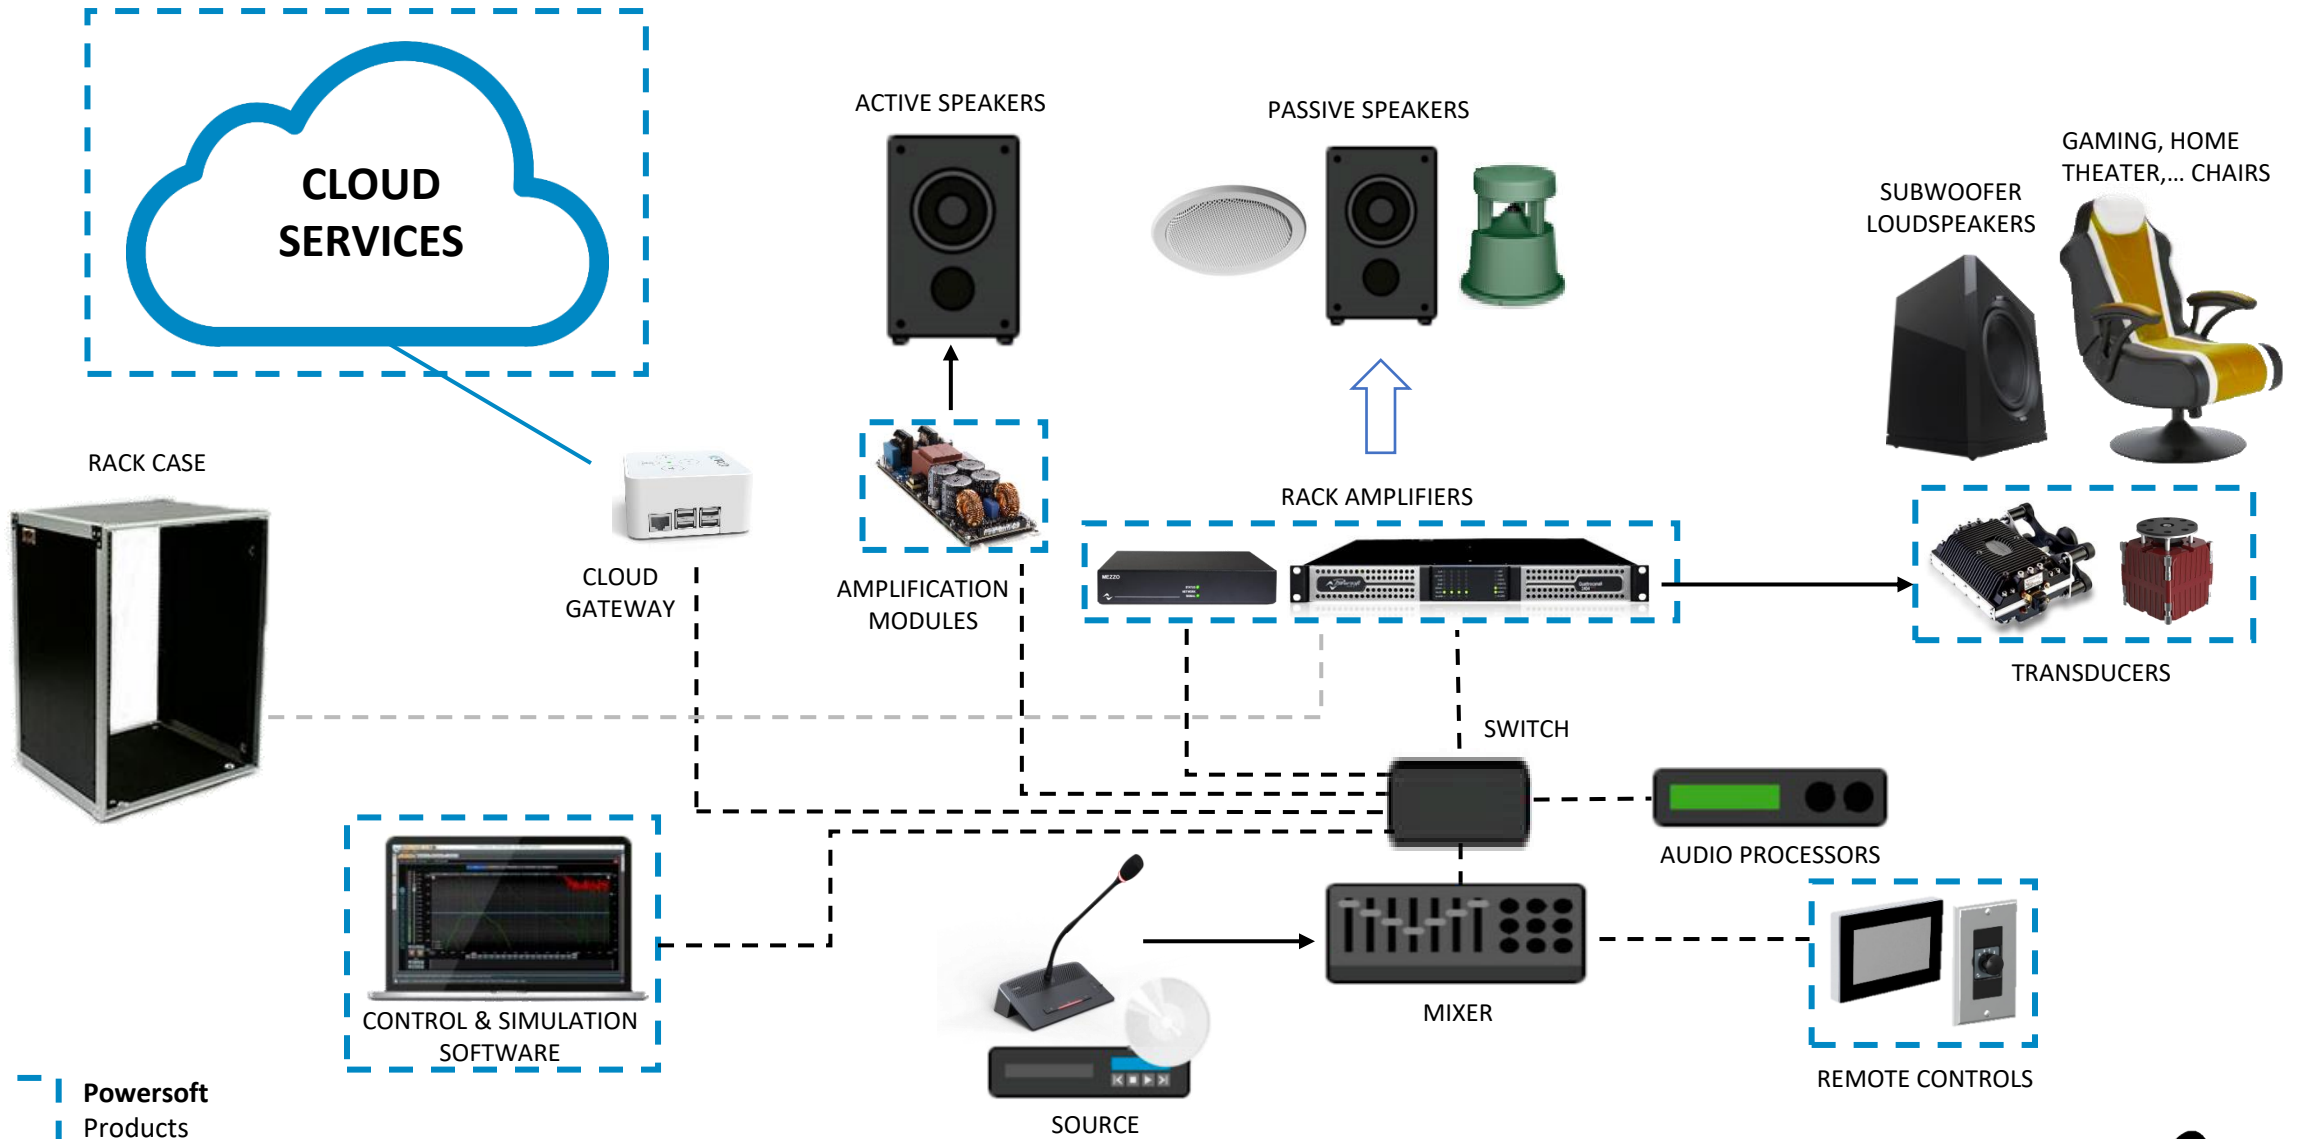 CLOUD
SERVICES
ACTIVE SPEAKERS
PASSIVE SPEAKERS
GAMING, HOME
THEATER,... CHAIRS
SUBWOOFER
LOUDSPEAKERS
RACK CASE
CLOUD
GATEWAY
AMPLIFICATION
MODULES
RACK AMPLIFIERS
MEZZO
TRANSDUCERS
SWITCH
AUDIO PROCESSORS
CONTROL & SIMULATION
SOFTWARE
MIXER
REMOTE CONTROLS
SOURCE
Powersoft
Products